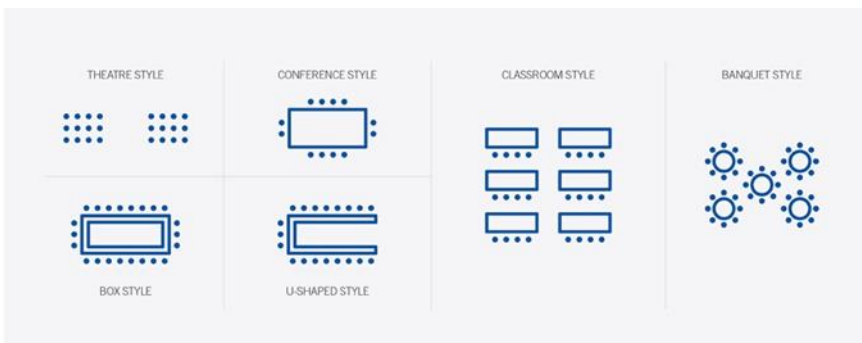 THEATRE STYLE
CONFERENCE STYLE
CLASSROOM STYLE
BANQUET STYLE
BOX STYLE
U-SHAPED STYLE